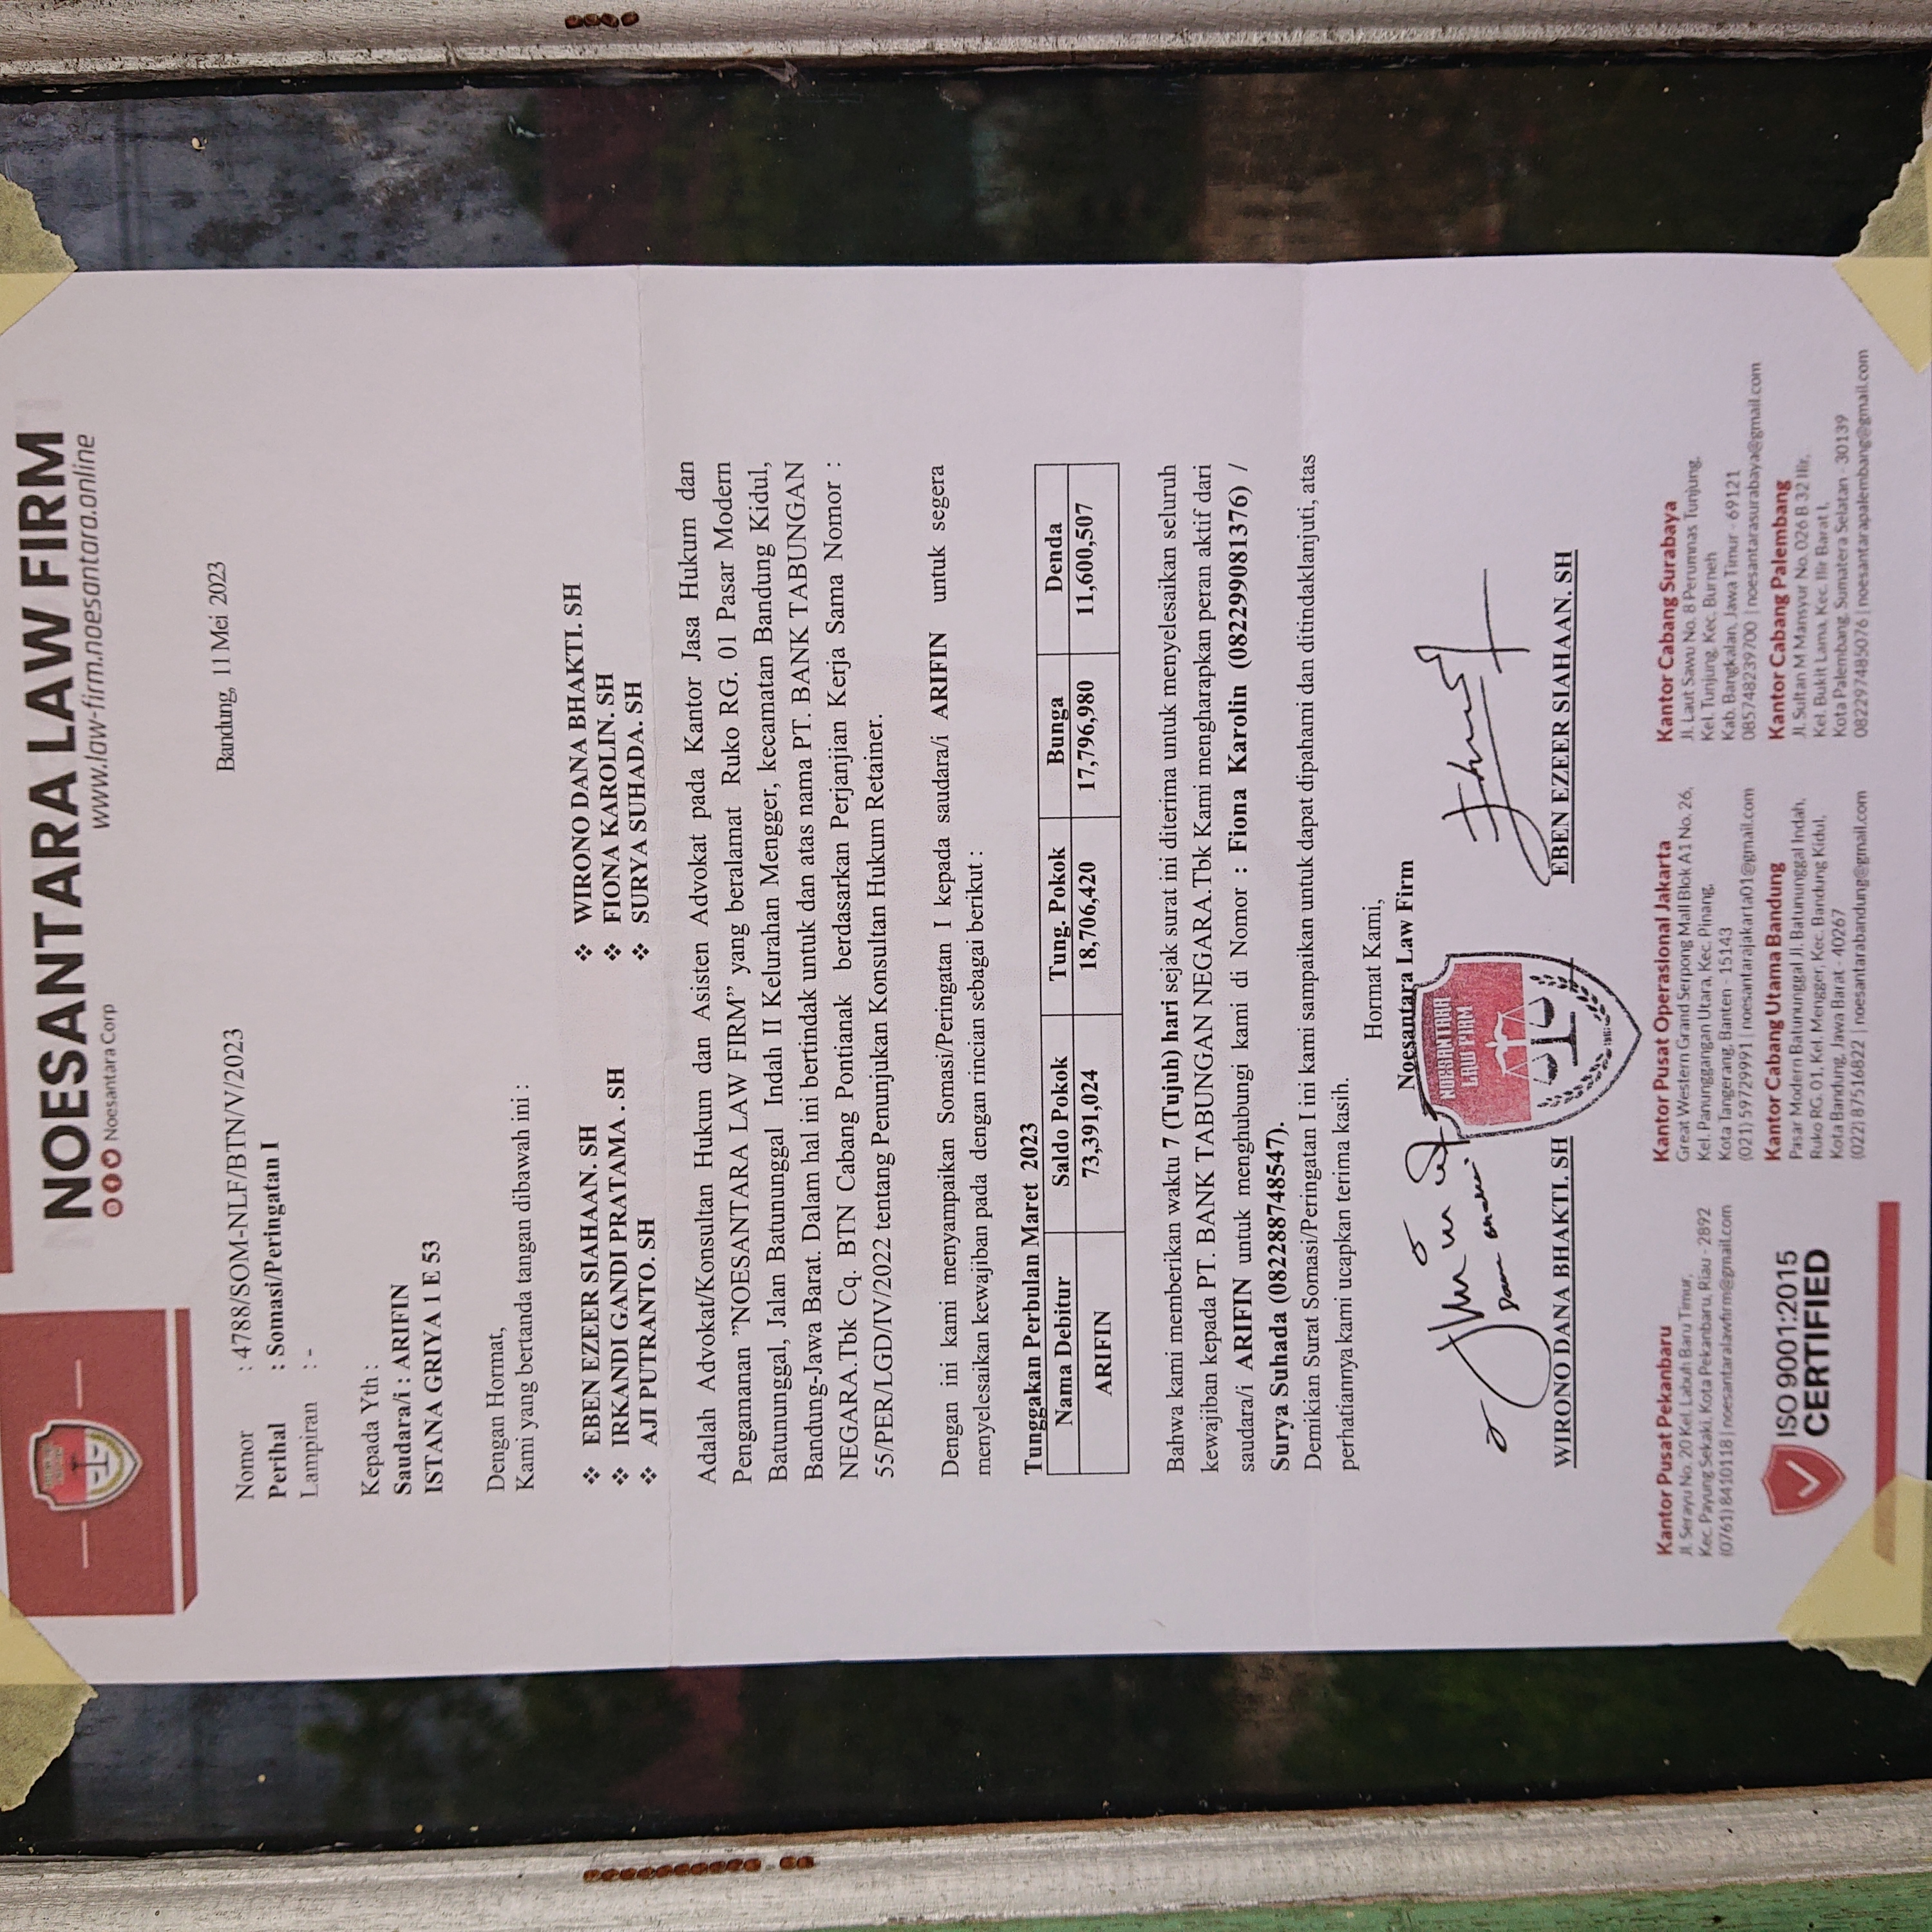 NOESANTARA LAW FIRM
www.law-firm.noesantara.online
Noesantara Corp
Bandung, 11 Mei 2023
Nomor : 4788/SOM-NLF/BTN/V/2023
Perihal : Somasi/Peringatan I
Lampiran : -
Kepada Yth :
Saudara/i : ARIFIN
ISTANA GRIYA 1 E 53
Dengan Hormat,
Kami yang bertanda tangan dibawah ini :
❖ EBEN EZEER SIAHAAN. SH
❖ IRKANDI GANDI PRATAMA . SH
❖ AJI PUTRANTO. SH
❖ WIRONO DANA BHAKTI. SH
❖ FIONA KAROLIN. SH
❖ SURYA SUHADA. SH
Adalah Advokat/Konsultan Hukum dan Asisten Advokat pada Kantor Jasa Hukum dan
Pengamanan ”NOESANTARA LAW FIRM” yang beralamat Ruko RG. 01 Pasar Modern
Batununggal, Jalan Batununggal Indah II Kelurahan Mengger, kecamatan Bandung Kidul,
Bandung-Jawa Barat. Dalam hal ini bertindak untuk dan atas nama PT. BANK TABUNGAN
NEGARA.Tbk Cq. BTN Cabang Pontianak berdasarkan Perjanjian Kerja Sama Nomor :
55/PER/LGD/IV/2022 tentang Penunjukan Konsultan Hukum Retainer.
Dengan ini kami menyampaikan Somasi/Peringatan I kepada saudara/i ARIFIN untuk segera
menyelesaikan kewajiban pada dengan rincian sebagai berikut :
Tunggakan Perbulan Maret 2023
Nama Debitur Saldo Pokok Tung. Pokok Bunga Denda
ARIFIN 73,391,024 18,706,420 17,796,980 11,600,507
Bahwa kami memberikan waktu 7 (Tujuh) hari sejak surat ini diterima untuk menyelesaikan seluruh
kewajiban kepada PT. BANK TABUNGAN NEGARA.Tbk Kami mengharapkan peran aktif dari
saudara/i ARIFIN untuk menghubungi kami di Nomor : Fiona Karolin (082299081376) /
Surya Suhada (082288748547).
Demikian Surat Somasi/Peringatan I ini kami sampaikan untuk dapat dipahami dan ditindaklanjuti, atas
perhatiannya kami ucapkan terima kasih.
Hormat Kami,
Noesantara Law Firm
NOESANTARA
LAW FIRM
WIRONO DANA BHAKTI. SH
EBEN EZER SIAHAAN. SH
Kantor Pusat Pekanbaru
Jl. Serayu No. 20 Kel. Labuh Baru Timur,
Kec. Payung Sekaki, Kota Pekanbaru, Riau - 2892
(0761) 8410118 | noesantaralawfirm@gmail.com
ISO 9001:2015
CERTIFIED
Kantor Pusat Operasional Jakarta
Great Western Grand Serpong Mall Blok A1 No. 26,
Kel. Panunggangan Utara, Kec. Pinang,
Kota Tangerang, Banten - 15143
(021) 59729991 | noesantarajakarta01@gmail.com
Kantor Cabang Utama Bandung
Pasar Modern Batununggal Jl. Batununggal Indah,
Ruko RG. 01, Kel. Mengger, Kec. Bandung Kidul,
Kota Bandung, Jawa Barat - 40267
(022) 87516822 | noesantarabandung@gmail.com
Kantor Cabang Surabaya
Jl. Laut Sawu No. 8 Perumnas Tunjung,
Kel. Tunjung, Kec. Burneh
Kab. Bangkalan, Jawa Timur - 69121
085748239700 | noesantarasurabaya@gmail.com
Kantor Cabang Palembang
Jl. Sultan M Mansyur No. 026 B 32 Ilir,
Kel. Bukit Lama, Kec. Ilir Barat I,
Kota Palembang, Sumatera Selatan - 30139
082297485076 | noesantarapalembang@gmail.com